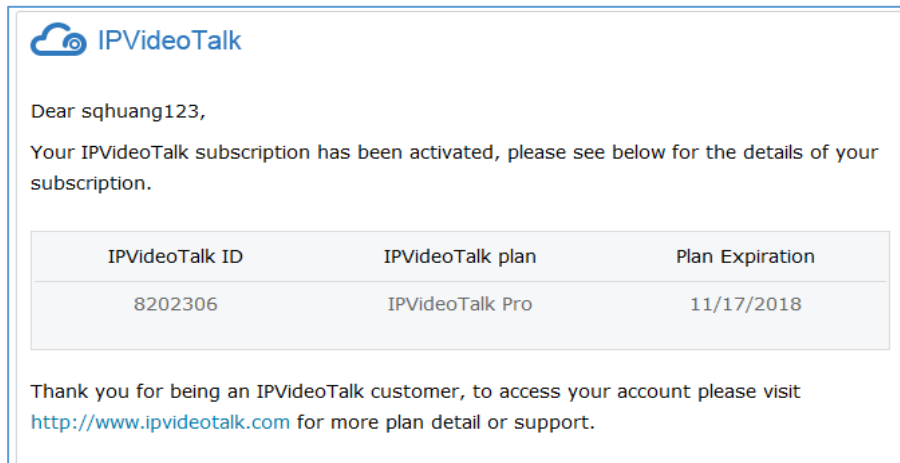 IPVideoTalk
Dear sqhuang123,
Your IPVideoTalk subscription has been activated, please see below for the details of your
subscription.
IPVideoTalk ID IPVideoTalk plan Plan Expiration
8202306 IPVideoTalk Pro 11/17/2018
Thank you for being an IPVideoTalk customer, to access your account please visit
http://www.ipvideotalk.com for more plan detail or support.